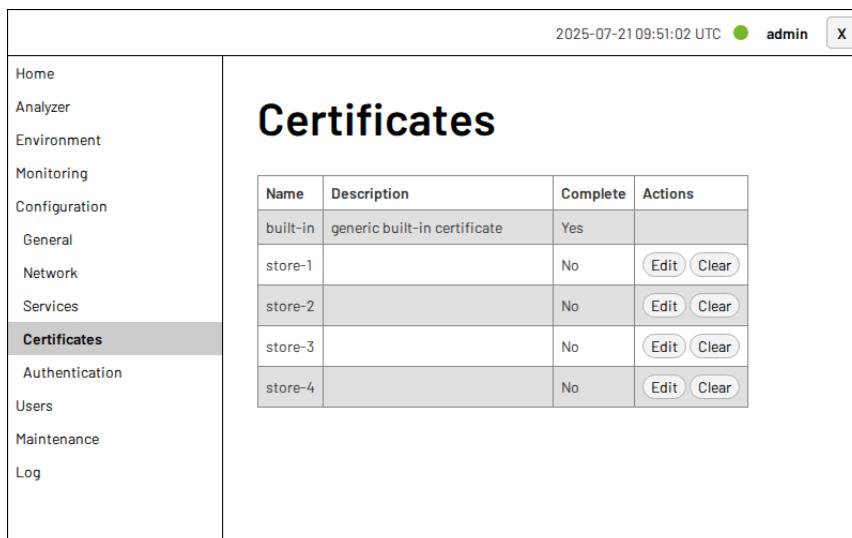 2025-07-21 09:51:02 UTC admin X
Home
Analyzer
Environment
Monitoring
Configuration
General
Network
Services
Certificates
Authentication
Users
Maintenance
Log
Certificates
Name Description Complete Actions
built-in generic built-in certificate Yes
store-1 No Edit Clear
store-2 No Edit Clear
store-3 No Edit Clear
store-4 No Edit Clear